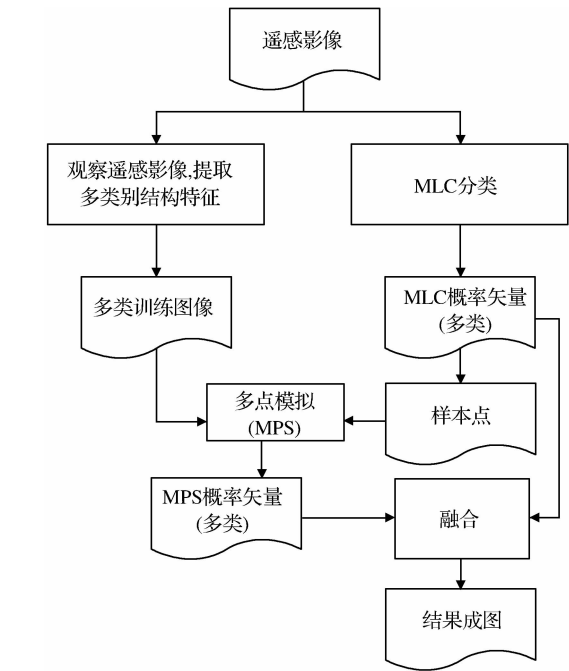 遥感影像
观察遥感影像,提取
多类别结构特征
MLC分类
多类训练图像
MLC概率矢量
(多类)
多点模拟
(MPS)
样本点
MPS概率矢量
(多类)
融合
结果成图